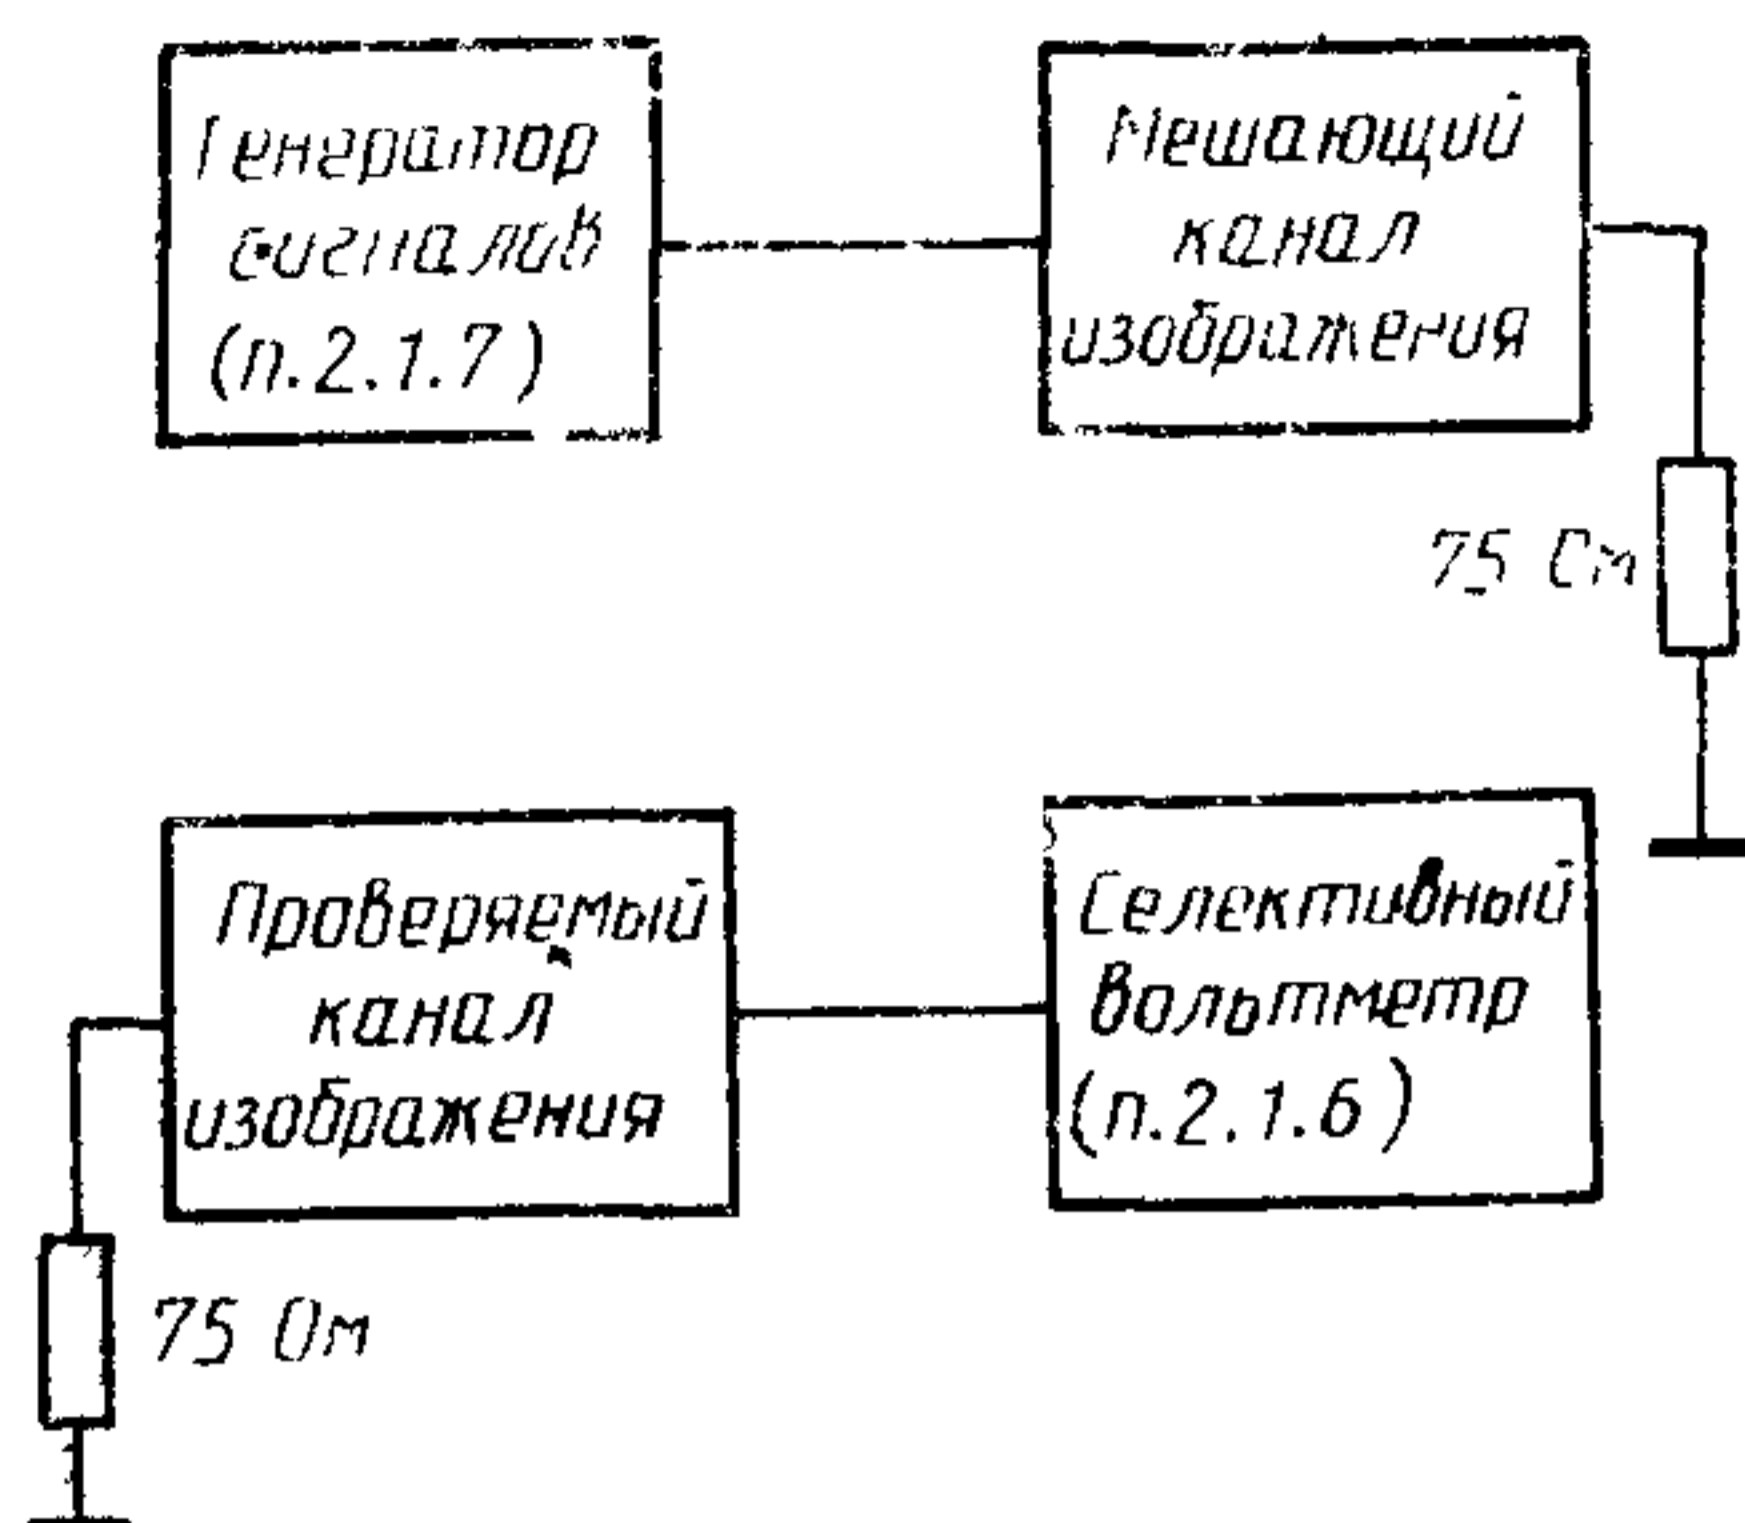 Генератор
сигналов
(п.2.1.7)
Мешающий
канал
изображения
75 Ом
Проверяемый
канал
изображения
Селективный
вольтметр
(п.2.1.6)
75 Ом